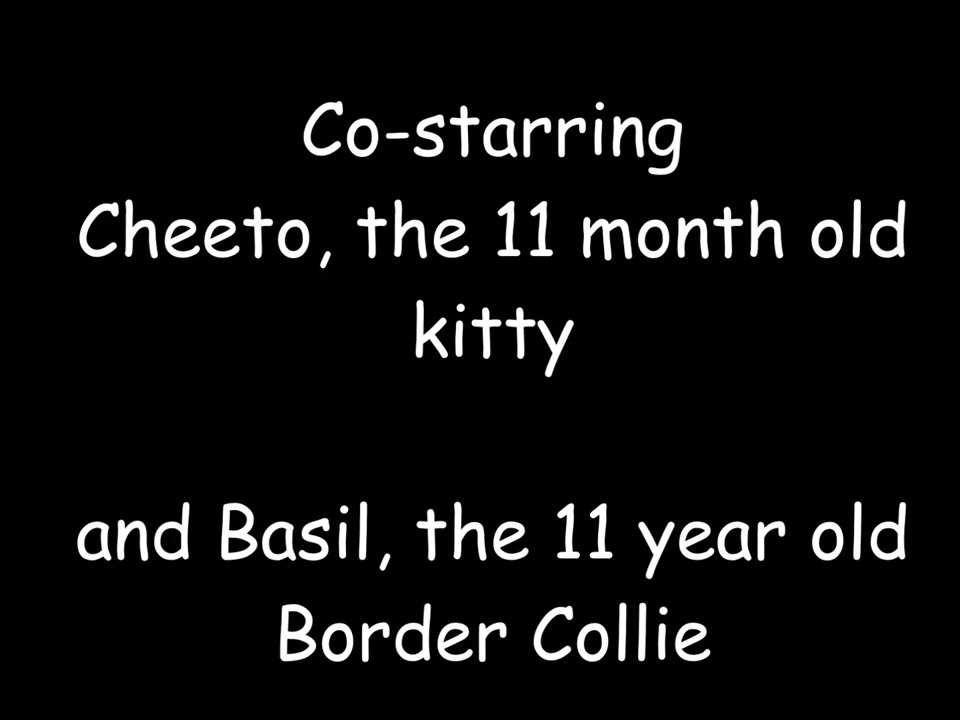 Co-starring
Cheeto, the 11 month old
kitty
and Basil, the 11 year old
Border Collie